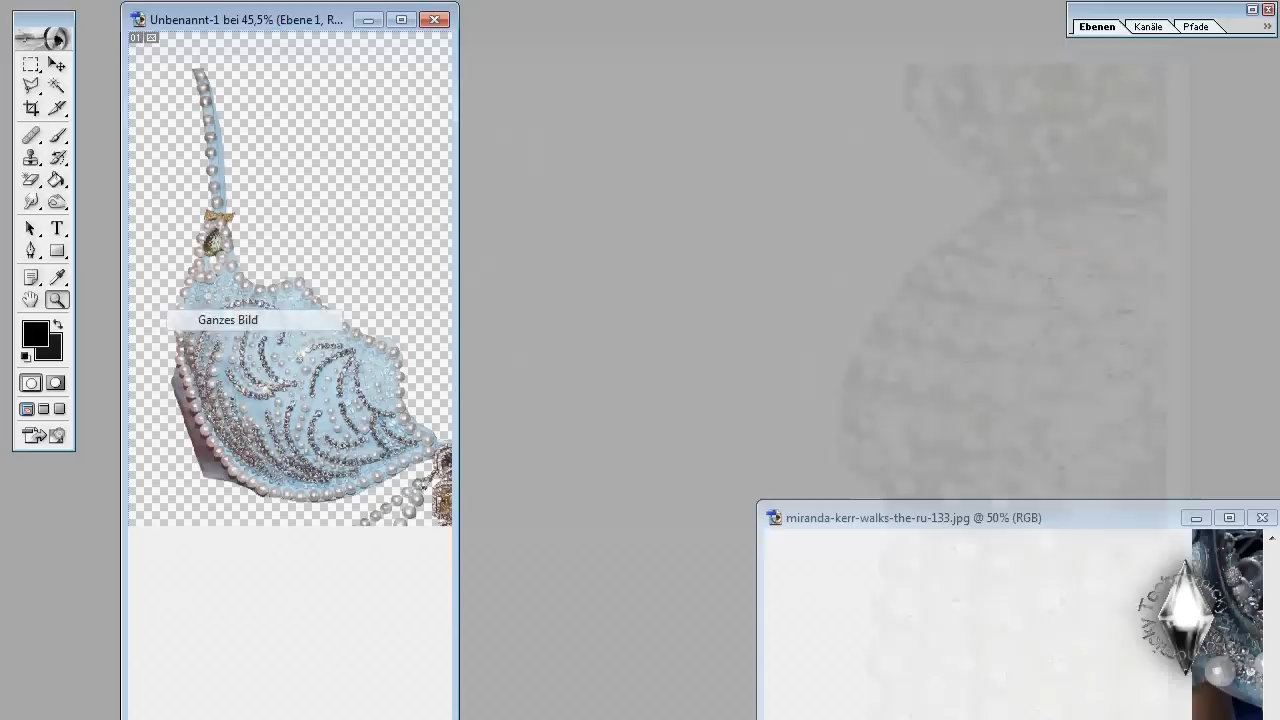 Unbenannt-1 bei 45,5% (Ebene 1, R...
01
Ebenen
Kanäle
Pfade
T
Ganzes Bild
miranda-kerr-walks-the-ru-133.jpg @ 50% (RGB)